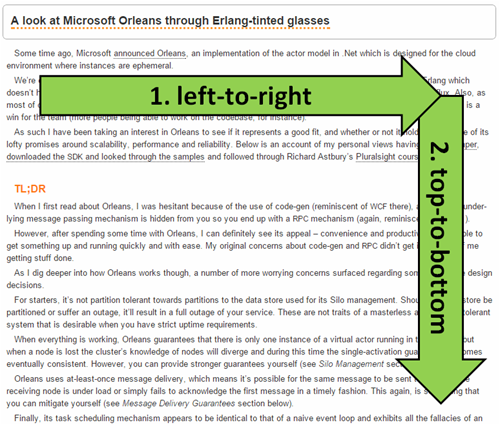 A look at Microsoft Orleans through Erlang-tinted glasses
Some time ago, Microsoft announced Orleans, an implementation of the actor model in .Net which is designed for the cloud
environment where instances are ephemeral.
We're Erlang which
doesn't h Also, as
most of is a
win for the team (more people being able to work on the codebase, for instance).
1. left-to-right
As such I have been taking an interest in Orleans to see if it represents a good fit, and whether or not it of its
lofty promises around scalability, performance and reliability. Below is an account of my personal views having
downloaded the SDK and looked through the samples and followed through Richard Astbury's Pluralsight
2. top-to-bottom
TL;DR
When I first read about Orleans, I was hesitant because of the use of code-gen (reminiscent of WCF there), under-
lying message passing mechanism is hidden from you so you end up with a RPC mechanism (again, ).
However, after spending some time with Orleans, I can definitely see its appeal – convenience and to
get something up and running quickly and with ease. My original concerns about code-gen and RPC didn't get me
getting stuff done.
As I dig deeper into how Orleans works though, a number of more worrying concerns surfaced regarding design
decisions.
For starters, it's not partition tolerant towards partitions to the data store used for its Silo management. store be
partitioned or suffer an outage, it'll result in a full outage of your service. These are not traits of a masterless tolerant
system that is desirable when you have strict uptime requirements.
When everything is working, Orleans guarantees that there is only one instance of a virtual actor running in but
when a node is lost the cluster's knowledge of nodes will diverge and during this time the single-activation
eventually consistent. However, you can provide stronger guarantees yourself (see Silo Management
Orleans uses at-least-once message delivery, which means it's possible for the same message to be sent
receiving node is under load or simply fails to acknowledge the first message in a timely fashion. This again, is that
you can mitigate yourself (see Message Delivery Guarantees section below).
Finally, its task scheduling mechanism appears to be identical to that of a naive event loop and exhibits all the fallacies of an